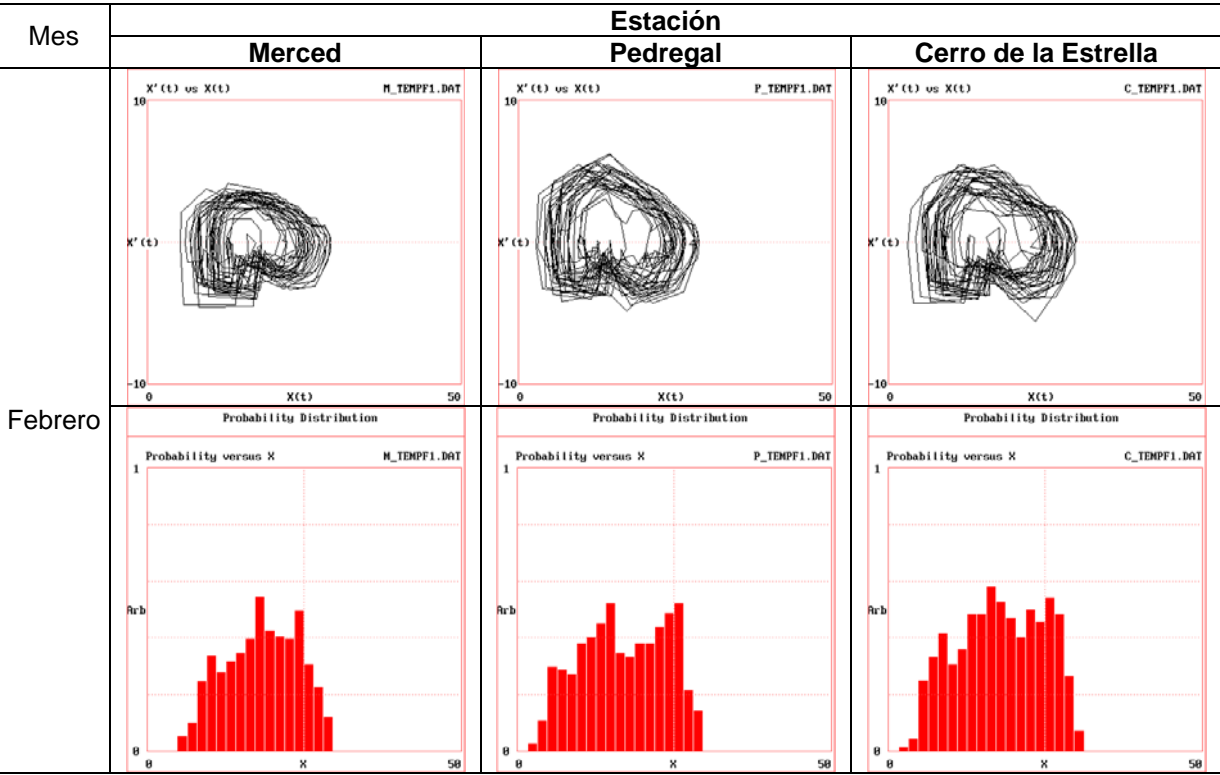 Mes
Estación
Merced
Pedregal
Cerro de la Estrella
Febrero
X'(t) vs X(t) M_TEMPF1.DAT
10
X'(t)
-10
0 X(t) 50
X'(t) vs X(t) P_TEMPF1.DAT
10
X'(t)
-10
0 X(t) 50
X'(t) vs X(t) C_TEMPF1.DAT
10
X'(t)
-10
0 X(t) 50
Probability Distribution
Probability versus X M_TEMPF1.DAT
1
Arb
0
0 X 50
Probability Distribution
Probability versus X P_TEMPF1.DAT
1
Arb
0
0 X 50
Probability Distribution
Probability versus X C_TEMPF1.DAT
1
Arb
0
0 X 50